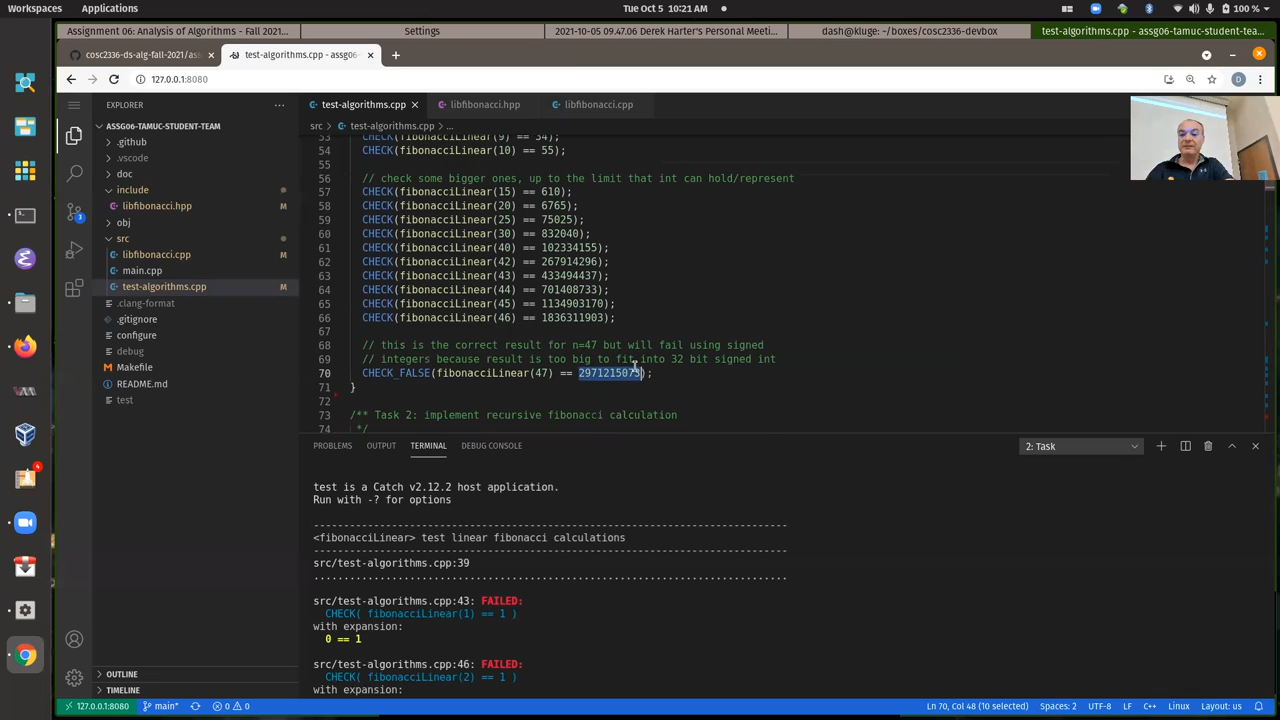 Workspaces
Applications
Tue Oct 5 10:21 AM
100 %
Assignment 06: Analysis of Algorithms - Fall 2021...
Settings
2021-10-05 09.47.06 Derek Harter's Personal Meeti...
dash@kluge: ~/boxes/cosc2336-devbox
test-algorithms.cpp - assg06-tamuc-student-tea...
cosc2336-ds-alg-fall-2021/as
test-algorithms.cpp - assg0
127.0.0.1:8080
D
EXPLORER
test-algorithms.cpp
libfibonacci.hpp
libfibonacci.cpp
ASSG06-TAMUC-STUDENT-TEAM
src > test-algorithms.cpp > ...
.github
.vscode
doc
include
libfibonacci.hpp M
obj
src
libfibonacci.cpp M
main.cpp
test-algorithms.cpp M
.clang-format
.gitignore
configure
debug
Makefile
README.md
test
OUTLINE
TIMELINE
3
4
53 CHECK(fibonacciLinear(9) == 34);
54 CHECK(fibonacciLinear(10) == 55);
55
56 // check some bigger ones, up to the limit that int can hold/represent
57 CHECK(fibonacciLinear(15) == 610);
58 CHECK(fibonacciLinear(20) == 6765);
59 CHECK(fibonacciLinear(25) == 75025);
60 CHECK(fibonacciLinear(30) == 832040);
61 CHECK(fibonacciLinear(40) == 102334155);
62 CHECK(fibonacciLinear(42) == 267914296);
63 CHECK(fibonacciLinear(43) == 433494437);
64 CHECK(fibonacciLinear(44) == 701408733);
65 CHECK(fibonacciLinear(45) == 1134903170);
66 CHECK(fibonacciLinear(46) == 1836311903);
67
68 // this is the correct result for n=47 but will fail using signed
69 // integers because result is too big to fit into 32 bit signed int
70 CHECK_FALSE(fibonacciLinear(47) == 2971215073);
71 }
72
73 /** Task 2: implement recursive fibonacci calculation
74 */
PROBLEMS OUTPUT TERMINAL DEBUG CONSOLE
2: Task
test is a Catch v2.12.2 host application.
Run with -? for options
-------------------------------------------------------------------------------
<fibonacciLinear> test linear fibonacci calculations
-------------------------------------------------------------------------------
src/test-algorithms.cpp:39
...............................................................................
src/test-algorithms.cpp:43: FAILED:
CHECK( fibonacciLinear(1) == 1 )
with expansion:
0 == 1
src/test-algorithms.cpp:46: FAILED:
CHECK( fibonacciLinear(2) == 1 )
with expansion:
127.0.0.1:8080
main*
0 0
Ln 70, Col 48 (10 selected)
Spaces: 2
UTF-8
LF
C++
Linux
Layout: us